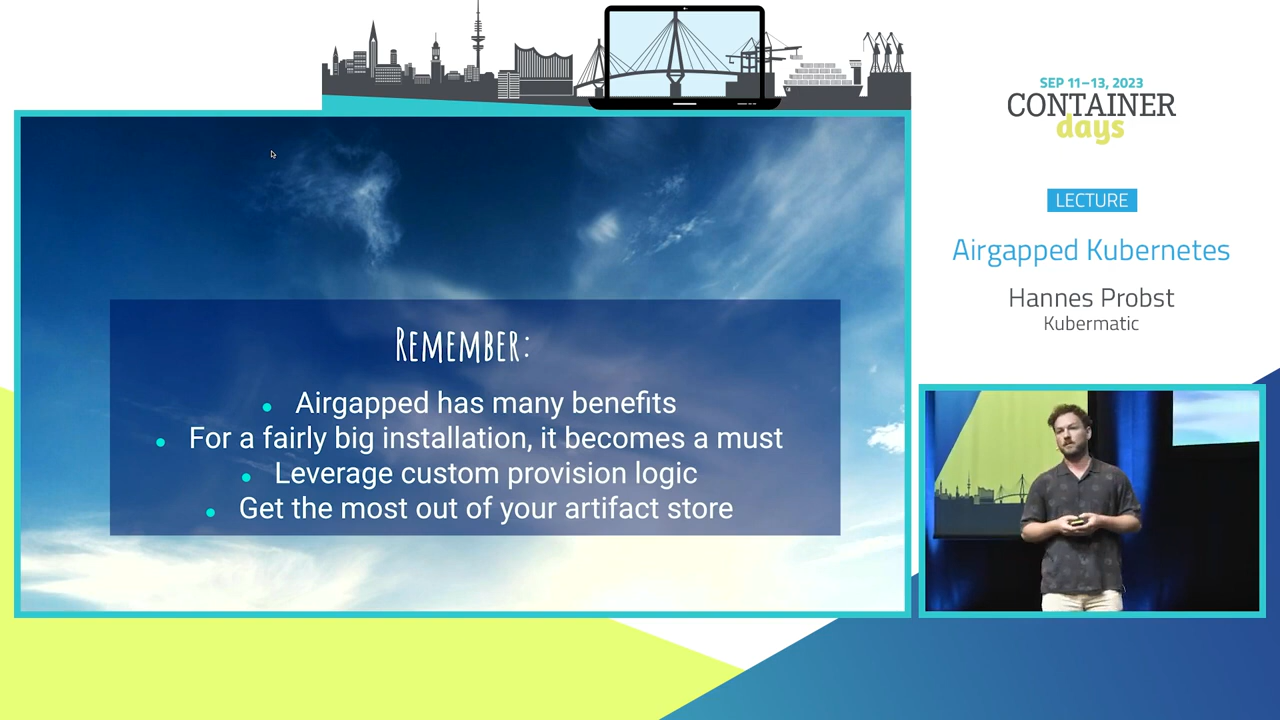 SEP 11–13, 2023
CONTAINER
days
LECTURE
Airgapped Kubernetes
Hannes Probst
Kubermatic
Remember:
Airgapped has many benefits
For a fairly big installation, it becomes a must
Leverage custom provision logic
Get the most out of your artifact store